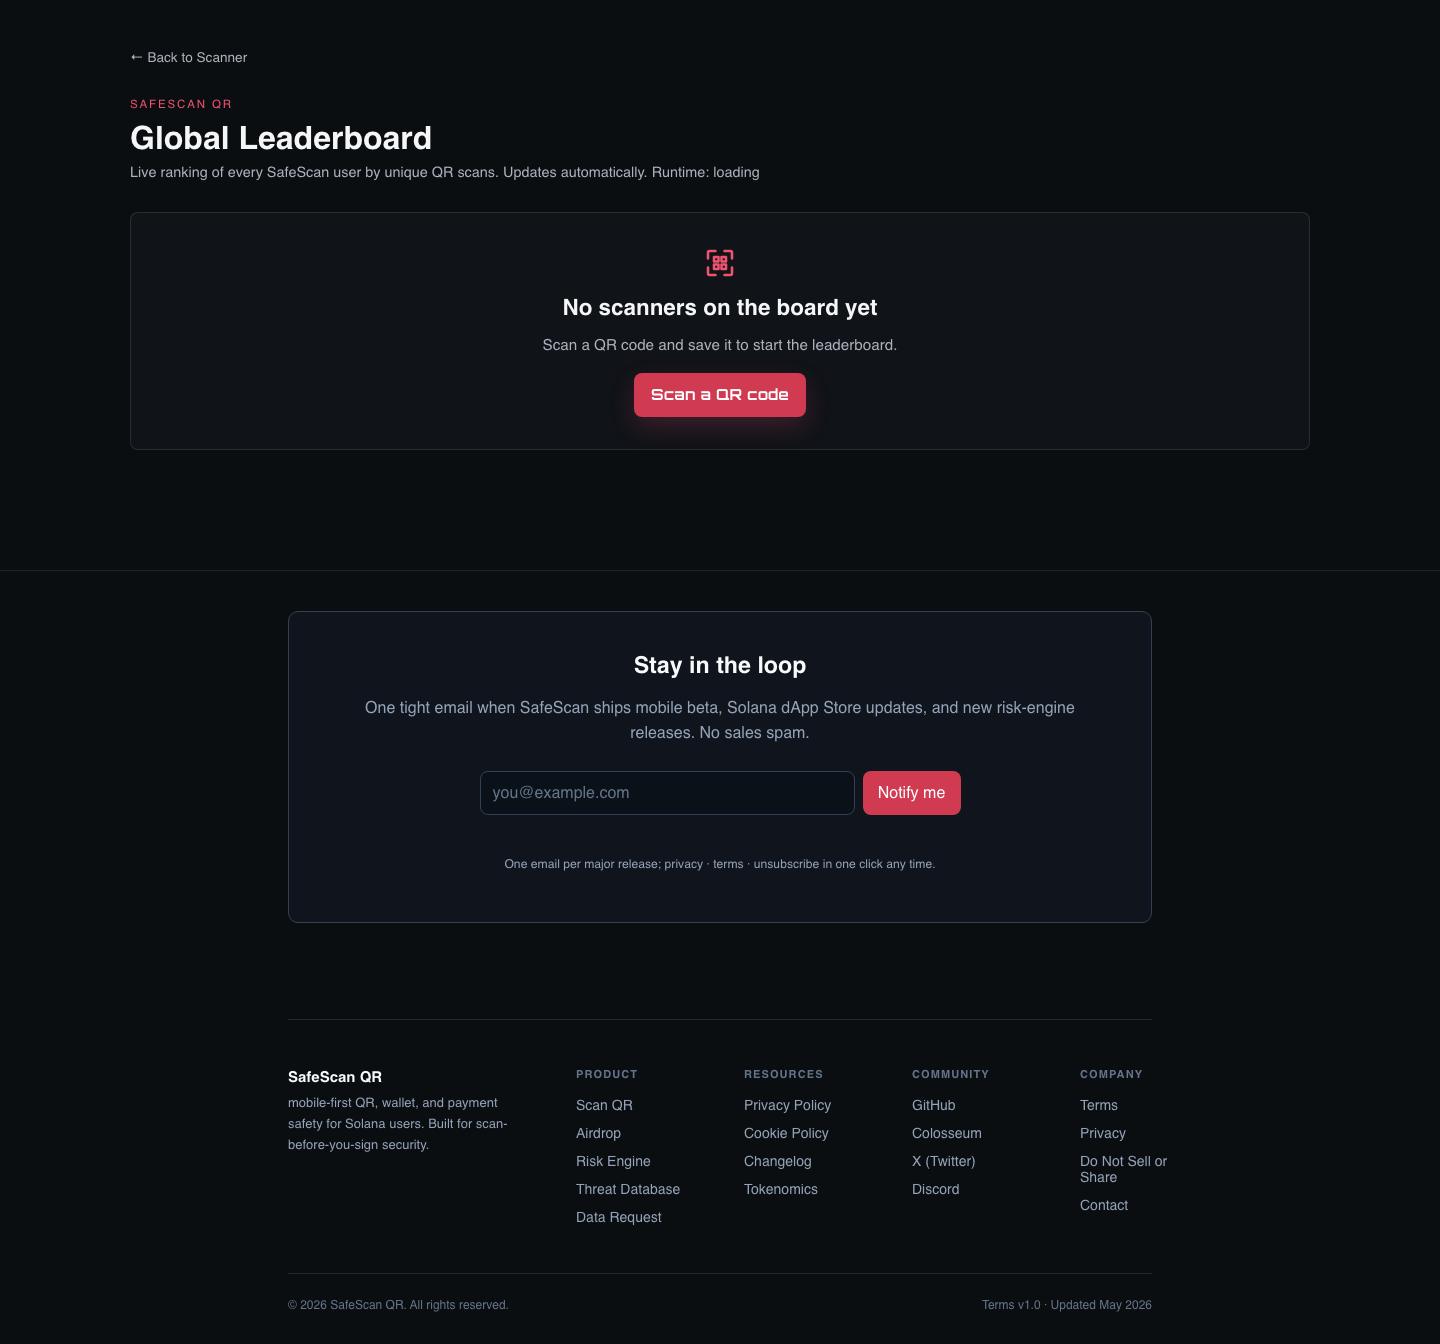 ← Back to Scanner
SAFESCAN QR
Global Leaderboard
Live ranking of every SafeScan user by unique QR scans. Updates automatically. Runtime: loading
No scanners on the board yet
Scan a QR code and save it to start the leaderboard.
Scan a QR code
Stay in the loop
One tight email when SafeScan ships mobile beta, Solana dApp Store updates, and new risk-engine
releases. No sales spam.
you@example.com
Notify me
One email per major release; privacy · terms · unsubscribe in one click any time.
SafeScan QR
mobile-first QR, wallet, and payment
safety for Solana users. Built for scan-
before-you-sign security.
PRODUCT
Scan QR
Airdrop
Risk Engine
Threat Database
Data Request
RESOURCES
Privacy Policy
Cookie Policy
Changelog
Tokenomics
COMMUNITY
GitHub
Colosseum
X (Twitter)
Discord
COMPANY
Terms
Privacy
Do Not Sell or
Share
Contact
© 2026 SafeScan QR. All rights reserved.
Terms v1.0 · Updated May 2026